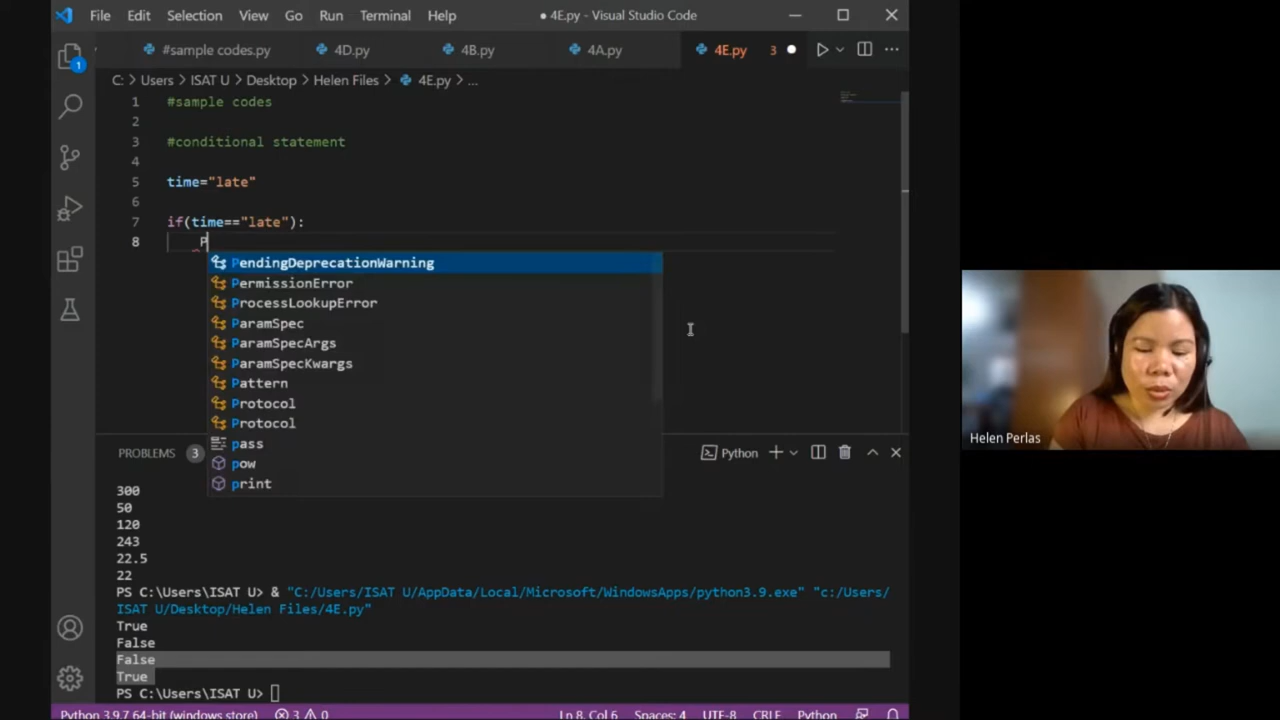 File Edit Selection View Go Run Terminal Help ● 4E.py - Visual Studio Code
#sample codes.py 4D.py 4B.py 4A.py 4E.py 3
1
C: > Users > ISAT U > Desktop > Helen Files > 4E.py > ...
1 #sample codes
2
3 #conditional statement
4
5 time="late"
6
7 if(time=="late"):
8 P
PendingDeprecationWarning
PermissionError
ProcessLookupError
ParamSpec
ParamSpecArgs
ParamSpecKwargs
Pattern
Protocol
Protocol
pass
pow
print
Helen Perlas
PROBLEMS 3 Python
300
50
120
243
22.5
22
PS C:\Users\ISAT U> & "C:/Users/ISAT U/AppData/Local/Microsoft/WindowsApps/python3.9.exe" "c:/Users/
ISAT U/Desktop/Helen Files/4E.py"
True
False
False
True
PS C:\Users\ISAT U>
Python 3.9.7 64-bit (windows store) 3 0 Ln 8, Col 6 Spaces: 4 UTF-8 CRLF Python